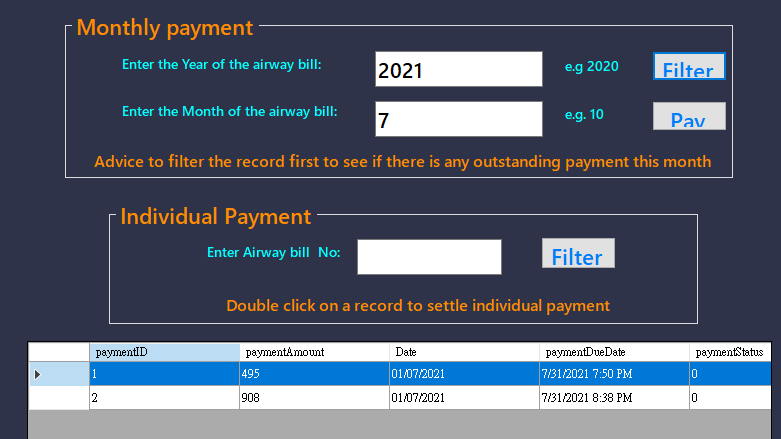 Monthly payment
Enter the Year of the airway bill: 2021 e.g 2020 Filter
Enter the Month of the airway bill: 7 e.g. 10 Pay
Advice to filter the record first to see if there is any outstanding payment this month
Individual Payment
Enter Airway bill No: Filter
Double click on a record to settle individual payment
paymentID paymentAmount Date paymentDueDate paymentStatus
1 495 01/07/2021 7/31/2021 7:50 PM 0
2 908 01/07/2021 7/31/2021 8:38 PM 0